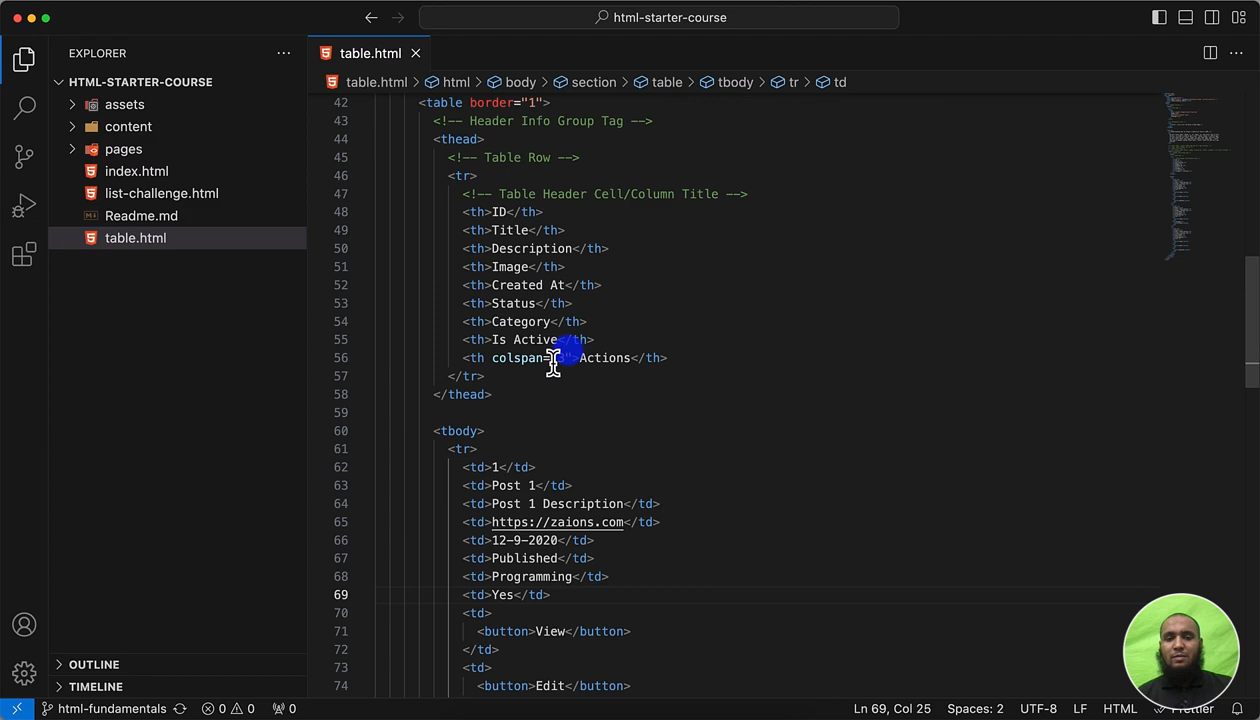 html-starter-course
EXPLORER
table.html
HTML-STARTER-COURSE
assets
content
pages
index.html
list-challenge.html
Readme.md
table.html
OUTLINE
TIMELINE
table.html > html > body > section > table > tbody > tr > td
42 <table border="1">
43 <!-- Header Info Group Tag -->
44 <thead>
45 <!-- Table Row -->
46 <tr>
47 <!-- Table Header Cell/Column Title -->
48 <th>ID</th>
49 <th>Title</th>
50 <th>Description</th>
51 <th>Image</th>
52 <th>Created At</th>
53 <th>Status</th>
54 <th>Category</th>
55 <th>Is Active</th>
56 <th colspan="3">Actions</th>
57 </tr>
58 </thead>
59
60 <tbody>
61 <tr>
62 <td>1</td>
63 <td>Post 1</td>
64 <td>Post 1 Description</td>
65 <td>https://zaions.com</td>
66 <td>12-9-2020</td>
67 <td>Published</td>
68 <td>Programming</td>
69 <td>Yes</td>
70 <td>
71 <button>View</button>
72 </td>
73 <td>
74 <button>Edit</button>
html-fundamentals 0 0 0 Ln 69, Col 25 Spaces: 2 UTF-8 LF HTML Prettier